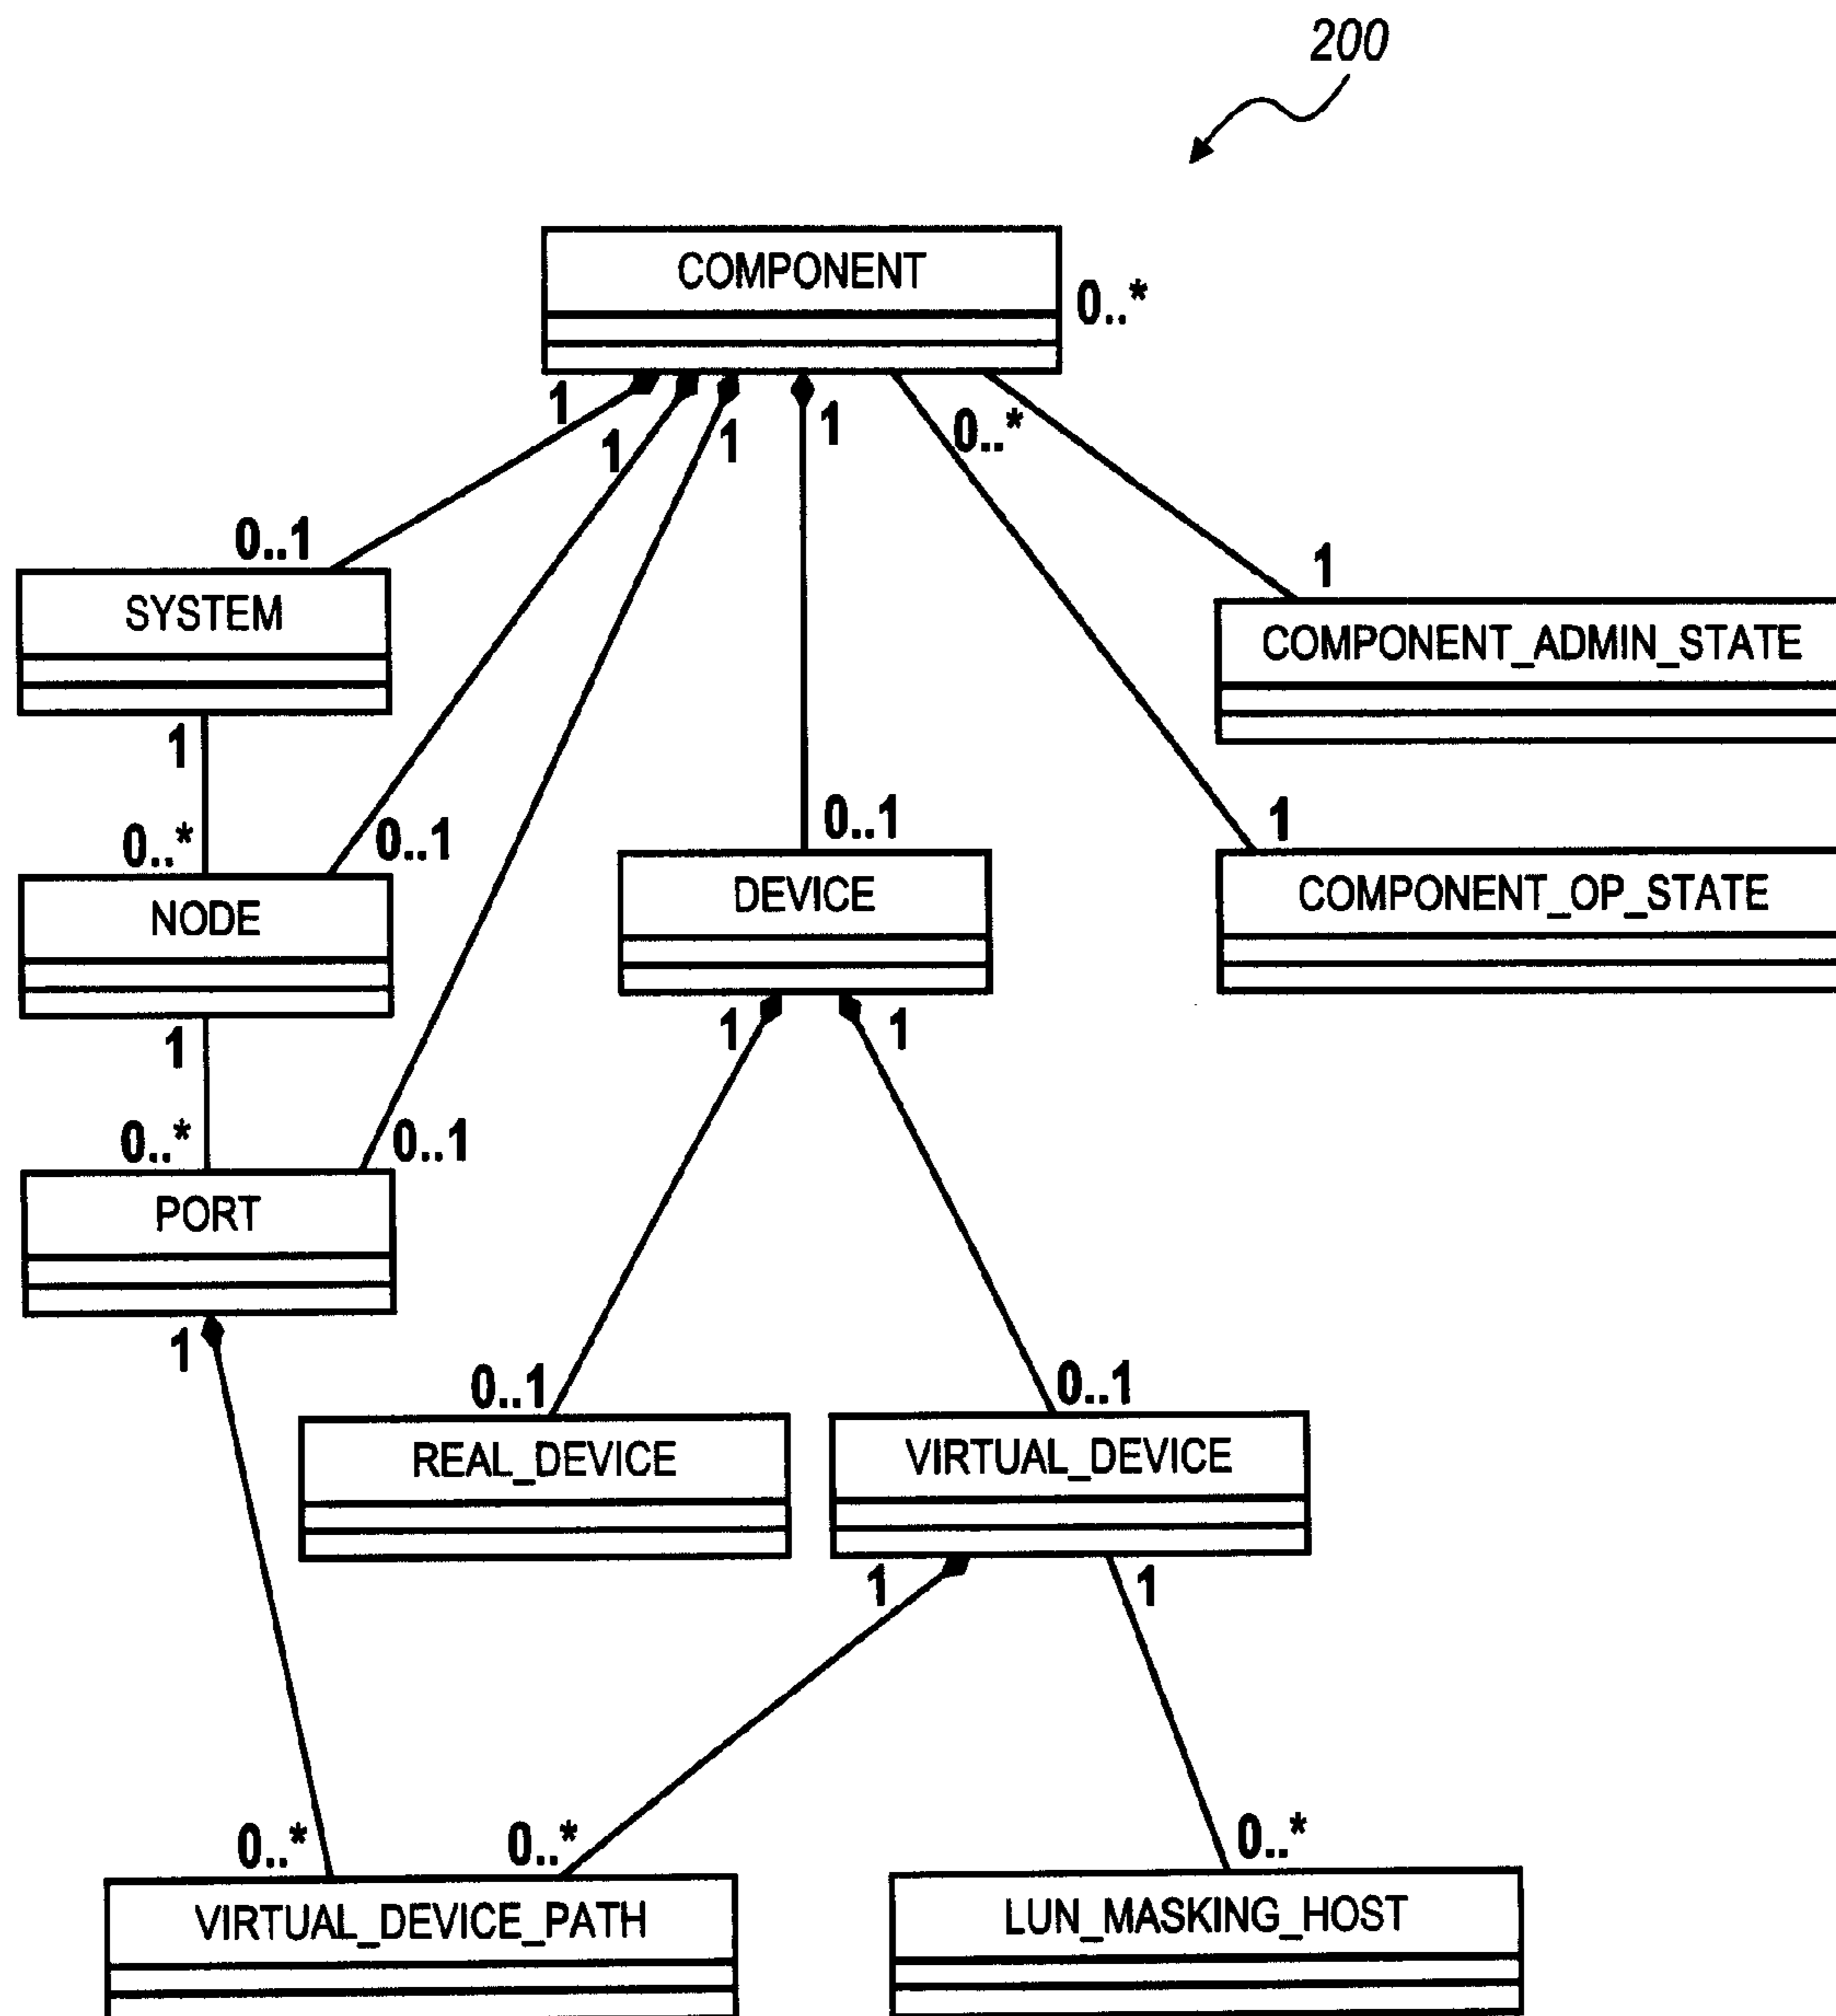 200
COMPONENT
0..*
1
1
1
1
0..*
0..1
1
SYSTEM
COMPONENT_ADMIN_STATE
1
0..*
0..1
0..1
1
NODE
DEVICE
COMPONENT_OP_STATE
1
1
1
0..*
0..1
PORT
1
0..1
0..1
REAL_DEVICE
VIRTUAL_DEVICE
1
1
0..*
0..*
0..*
VIRTUAL_DEVICE_PATH
LUN_MASKING_HOST